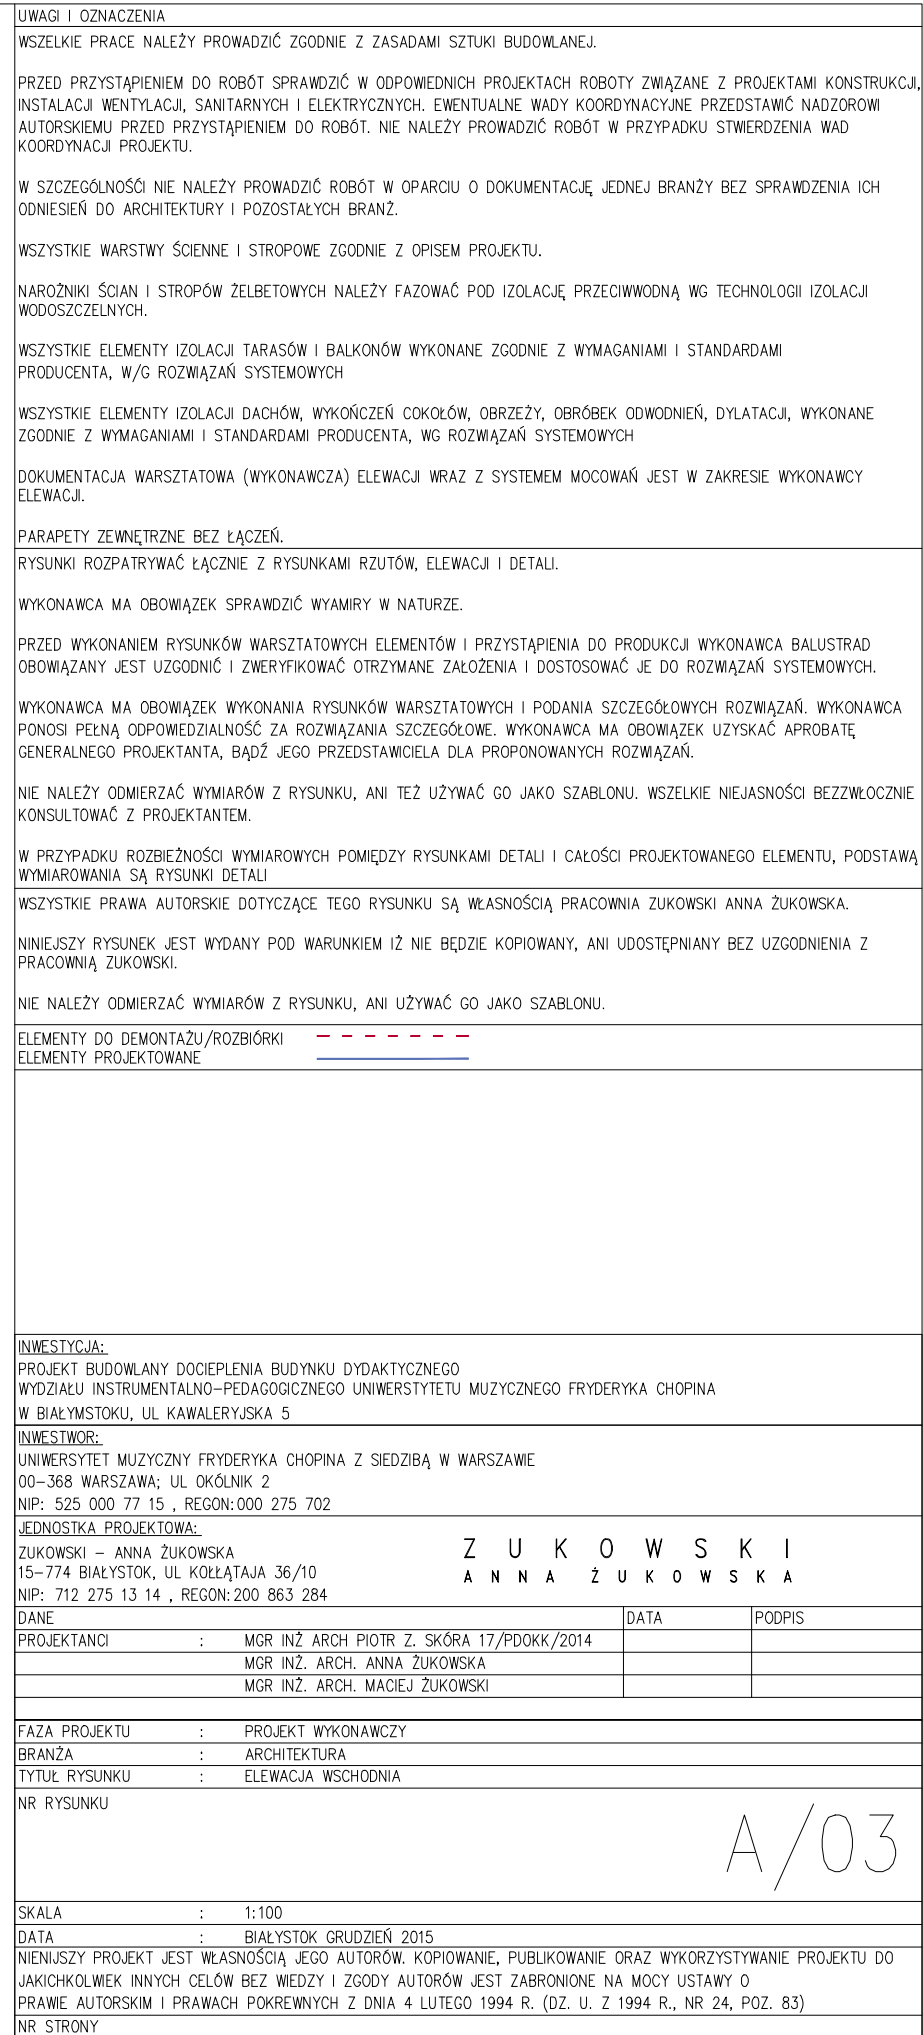 UWAGI I OZNACZENIA
WSZELKIE PRACE NALEŻY PROWADZIĆ ZGODNIE Z ZASADAMI SZTUKI BUDOWLANEJ.
PRZED PRZYSTĄPIENIEM DO ROBÓT SPRAWDZIĆ W ODPOWIEDNICH PROJEKTACH ROBOTY ZWIĄZANE Z PROJEKTAMI KONSTRUKCJI,
INSTALACJI WENTYLACJI, SANITARNYCH I ELEKTRYCZNYCH. EWENTUALNE WADY KOORDYNACYJNE PRZEDSTAWIĆ NADZOROWI
AUTORSKIEMU PRZED PRZYSTĄPIENIEM DO ROBÓT. NIE NALEŻY PROWADZIĆ ROBÓT W PRZYPADKU STWIERDZENIA WAD
KOORDYNACJI PROJEKTU.
W SZCZEGÓLNOŚĆI NIE NALEŻY PROWADZIĆ ROBÓT W OPARCIU O DOKUMENTACJĘ JEDNEJ BRANŻY BEZ SPRAWDZENIA ICH
ODNIESIEŃ DO ARCHITEKTURY I POZOSTAŁYCH BRANŻ.
WSZYSTKIE WARSTWY ŚCIENNE I STROPOWE ZGODNIE Z OPISEM PROJEKTU.
NAROŻNIKI ŚCIAN I STROPÓW ŻELBETOWYCH NALEŻY FAZOWAĆ POD IZOLACJĘ PRZECIWWODNĄ WG TECHNOLOGII IZOLACJI
WODOSZCZELNYCH.
WSZYSTKIE ELEMENTY IZOLACJI TARASÓW I BALKONÓW WYKONANE ZGODNIE Z WYMAGANIAMI I STANDARDAMI
PRODUCENTA, W/G ROZWIĄZAŃ SYSTEMOWYCH
WSZYSTKIE ELEMENTY IZOLACJI DACHÓW, WYKOŃCZEŃ COKOŁÓW, OBRZEŻY, OBRÓBEK ODWODNIEŃ, DYLATACJI, WYKONANE
ZGODNIE Z WYMAGANIAMI I STANDARDAMI PRODUCENTA, WG ROZWIĄZAŃ SYSTEMOWYCH
DOKUMENTACJA WARSZTATOWA (WYKONAWCZA) ELEWACJI WRAZ Z SYSTEMEM MOCOWAŃ JEST W ZAKRESIE WYKONAWCY
ELEWACJI.
PARAPETY ZEWNĘTRZNE BEZ ŁĄCZEŃ.
RYSUNKI ROZPATRYWAĆ ŁĄCZNIE Z RYSUNKAMI RZUTÓW, ELEWACJI I DETALI.
WYKONAWCA MA OBOWIĄZEK SPRAWDZIĆ WYAMIRY W NATURZE.
PRZED WYKONANIEM RYSUNKÓW WARSZTATOWYCH ELEMENTÓW I PRZYSTĄPIENIA DO PRODUKCJI WYKONAWCA BALUSTRAD
OBOWIĄZANY JEST UZGODNIĆ I ZWERYFIKOWAĆ OTRZYMANE ZAŁOŻENIA I DOSTOSOWAĆ JE DO ROZWIĄZAŃ SYSTEMOWYCH.
WYKONAWCA MA OBOWIĄZEK WYKONANIA RYSUNKÓW WARSZTATOWYCH I PODANIA SZCZEGÓŁOWYCH ROZWIĄZAŃ. WYKONAWCA
PONOSI PEŁNĄ ODPOWIEDZIALNOŚĆ ZA ROZWIĄZANIA SZCZEGÓŁOWE. WYKONAWCA MA OBOWIĄZEK UZYSKAĆ APROBATĘ
GENERALNEGO PROJEKTANTA, BĄDŹ JEGO PRZEDSTAWICIELA DLA PROPONOWANYCH ROZWIĄZAŃ.
NIE NALEŻY ODMIERZAĆ WYMIARÓW Z RYSUNKU, ANI TEŻ UŻYWAĆ GO JAKO SZABLONU. WSZELKIE NIEJASNOŚCI BEZZWŁOCZNIE
KONSULTOWAĆ Z PROJEKTANTEM.
W PRZYPADKU ROZBIEŻNOŚCI WYMIAROWYCH POMIĘDZY RYSUNKAMI DETALI I CAŁOŚCI PROJEKTOWANEGO ELEMENTU, PODSTAWĄ
WYMIAROWANIA SĄ RYSUNKI DETALI
WSZYSTKIE PRAWA AUTORSKIE DOTYCZĄCE TEGO RYSUNKU SĄ WŁASNOŚCIĄ PRACOWNIA ZUKOWSKI ANNA ŻUKOWSKA.
NINIEJSZY RYSUNEK JEST WYDANY POD WARUNKIEM IŻ NIE BĘDZIE KOPIOWANY, ANI UDOSTĘPNIANY BEZ UZGODNIENIA Z
PRACOWNIĄ ZUKOWSKI.
NIE NALEŻY ODMIERZAĆ WYMIARÓW Z RYSUNKU, ANI UŻYWAĆ GO JAKO SZABLONU.
ELEMENTY DO DEMONTAŻU/ROZBIÓRKI
ELEMENTY PROJEKTOWANE
INWESTYCJA:
PROJEKT BUDOWLANY DOCIEPLENIA BUDYNKU DYDAKTYCZNEGO
WYDZIAŁU INSTRUMENTALNO-PEDAGOGICZNEGO UNIWERSTYTETU MUZYCZNEGO FRYDERYKA CHOPINA
W BIAŁYMSTOKU, UL KAWALERYJSKA 5
INWESTWOR:
UNIWERSYTET MUZYCZNY FRYDERYKA CHOPINA Z SIEDZIBĄ W WARSZAWIE
00-368 WARSZAWA; UL OKÓLNIK 2
NIP: 525 000 77 15 , REGON:000 275 702
JEDNOSTKA PROJEKTOWA:
ZUKOWSKI - ANNA ŻUKOWSKA
15-774 BIAŁYSTOK, UL KOŁŁĄTAJA 36/10
NIP: 712 275 13 14 , REGON:200 863 284
ZUKOWSKI
ANNA ŻUKOWSKA
DANE DATA PODPIS
PROJEKTANCI : MGR INŻ ARCH PIOTR Z. SKÓRA 17/PDOKK/2014
MGR INŻ. ARCH. ANNA ŻUKOWSKA
MGR INŻ. ARCH. MACIEJ ŻUKOWSKI
FAZA PROJEKTU : PROJEKT WYKONAWCZY
BRANŻA : ARCHITEKTURA
TYTUŁ RYSUNKU : ELEWACJA WSCHODNIA
NR RYSUNKU
A/03
SKALA : 1:100
DATA : BIAŁYSTOK GRUDZIEŃ 2015
NIENIJSZY PROJEKT JEST WŁASNOŚCIĄ JEGO AUTORÓW. KOPIOWANIE, PUBLIKOWANIE ORAZ WYKORZYSTYWANIE PROJEKTU DO
JAKICHKOLWIEK INNYCH CELÓW BEZ WIEDZY I ZGODY AUTORÓW JEST ZABRONIONE NA MOCY USTAWY O
PRAWIE AUTORSKIM I PRAWACH POKREWNYCH Z DNIA 4 LUTEGO 1994 R. (DZ. U. Z 1994 R., NR 24, POZ. 83)
NR STRONY